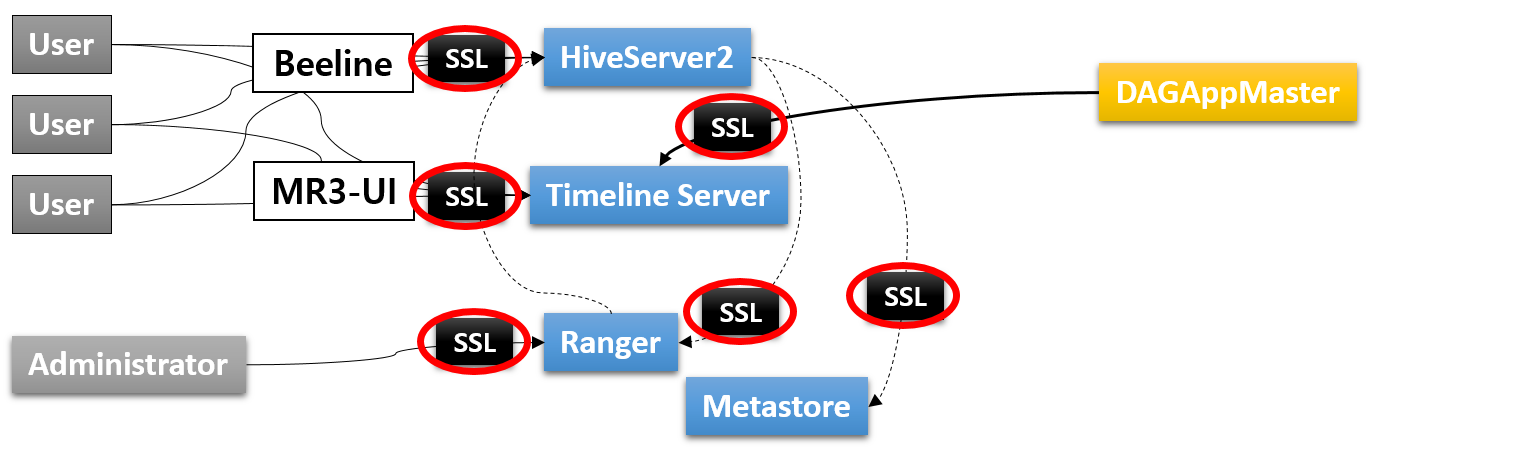 User
Beeline
SSL
HiveServer2
DAGAppMaster
User
SSL
User
MR3-UI
SSL
Timeline Server
SSL
SSL
Administrator
SSL
Ranger
Metastore